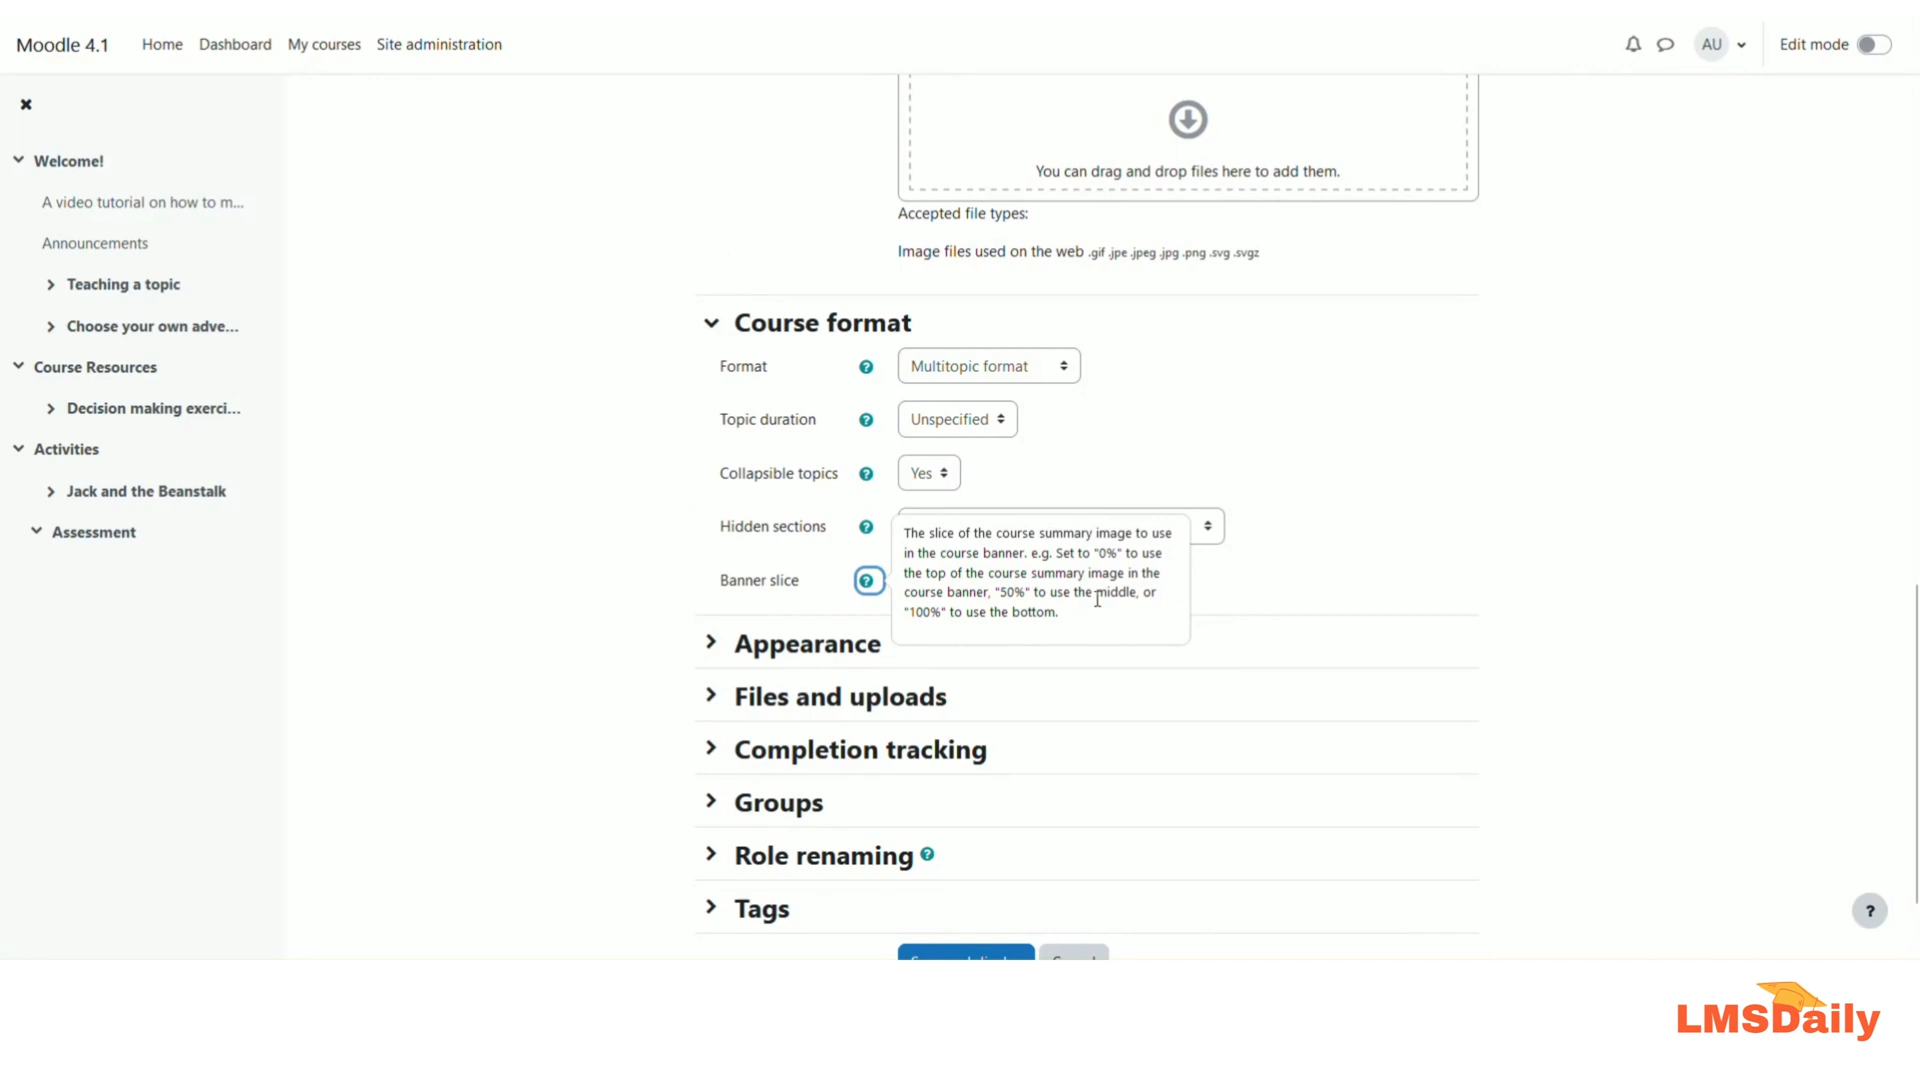 Moodle 4.1 Home Dashboard My courses Site administration AU Edit mode
Welcome!
A video tutorial on how to m...
Announcements
Teaching a topic
Choose your own adve...
Course Resources
Decision making exerci...
Activities
Jack and the Beanstalk
Assessment
You can drag and drop files here to add them.
Accepted file types:
Image files used on the web .gif .jpe .jpeg .jpg .png .svg .svgz
Course format
Format ? Multitopic format
Topic duration ? Unspecified
Collapsible topics ? Yes
Hidden sections ?
Banner slice ?
The slice of the course summary image to use
in the course banner. e.g. Set to "0%" to use
the top of the course summary image in the
course banner, "50%" to use the middle, or
"100%" to use the bottom.
Appearance
Files and uploads
Completion tracking
Groups
Role renaming ?
Tags
?
LMSDaily